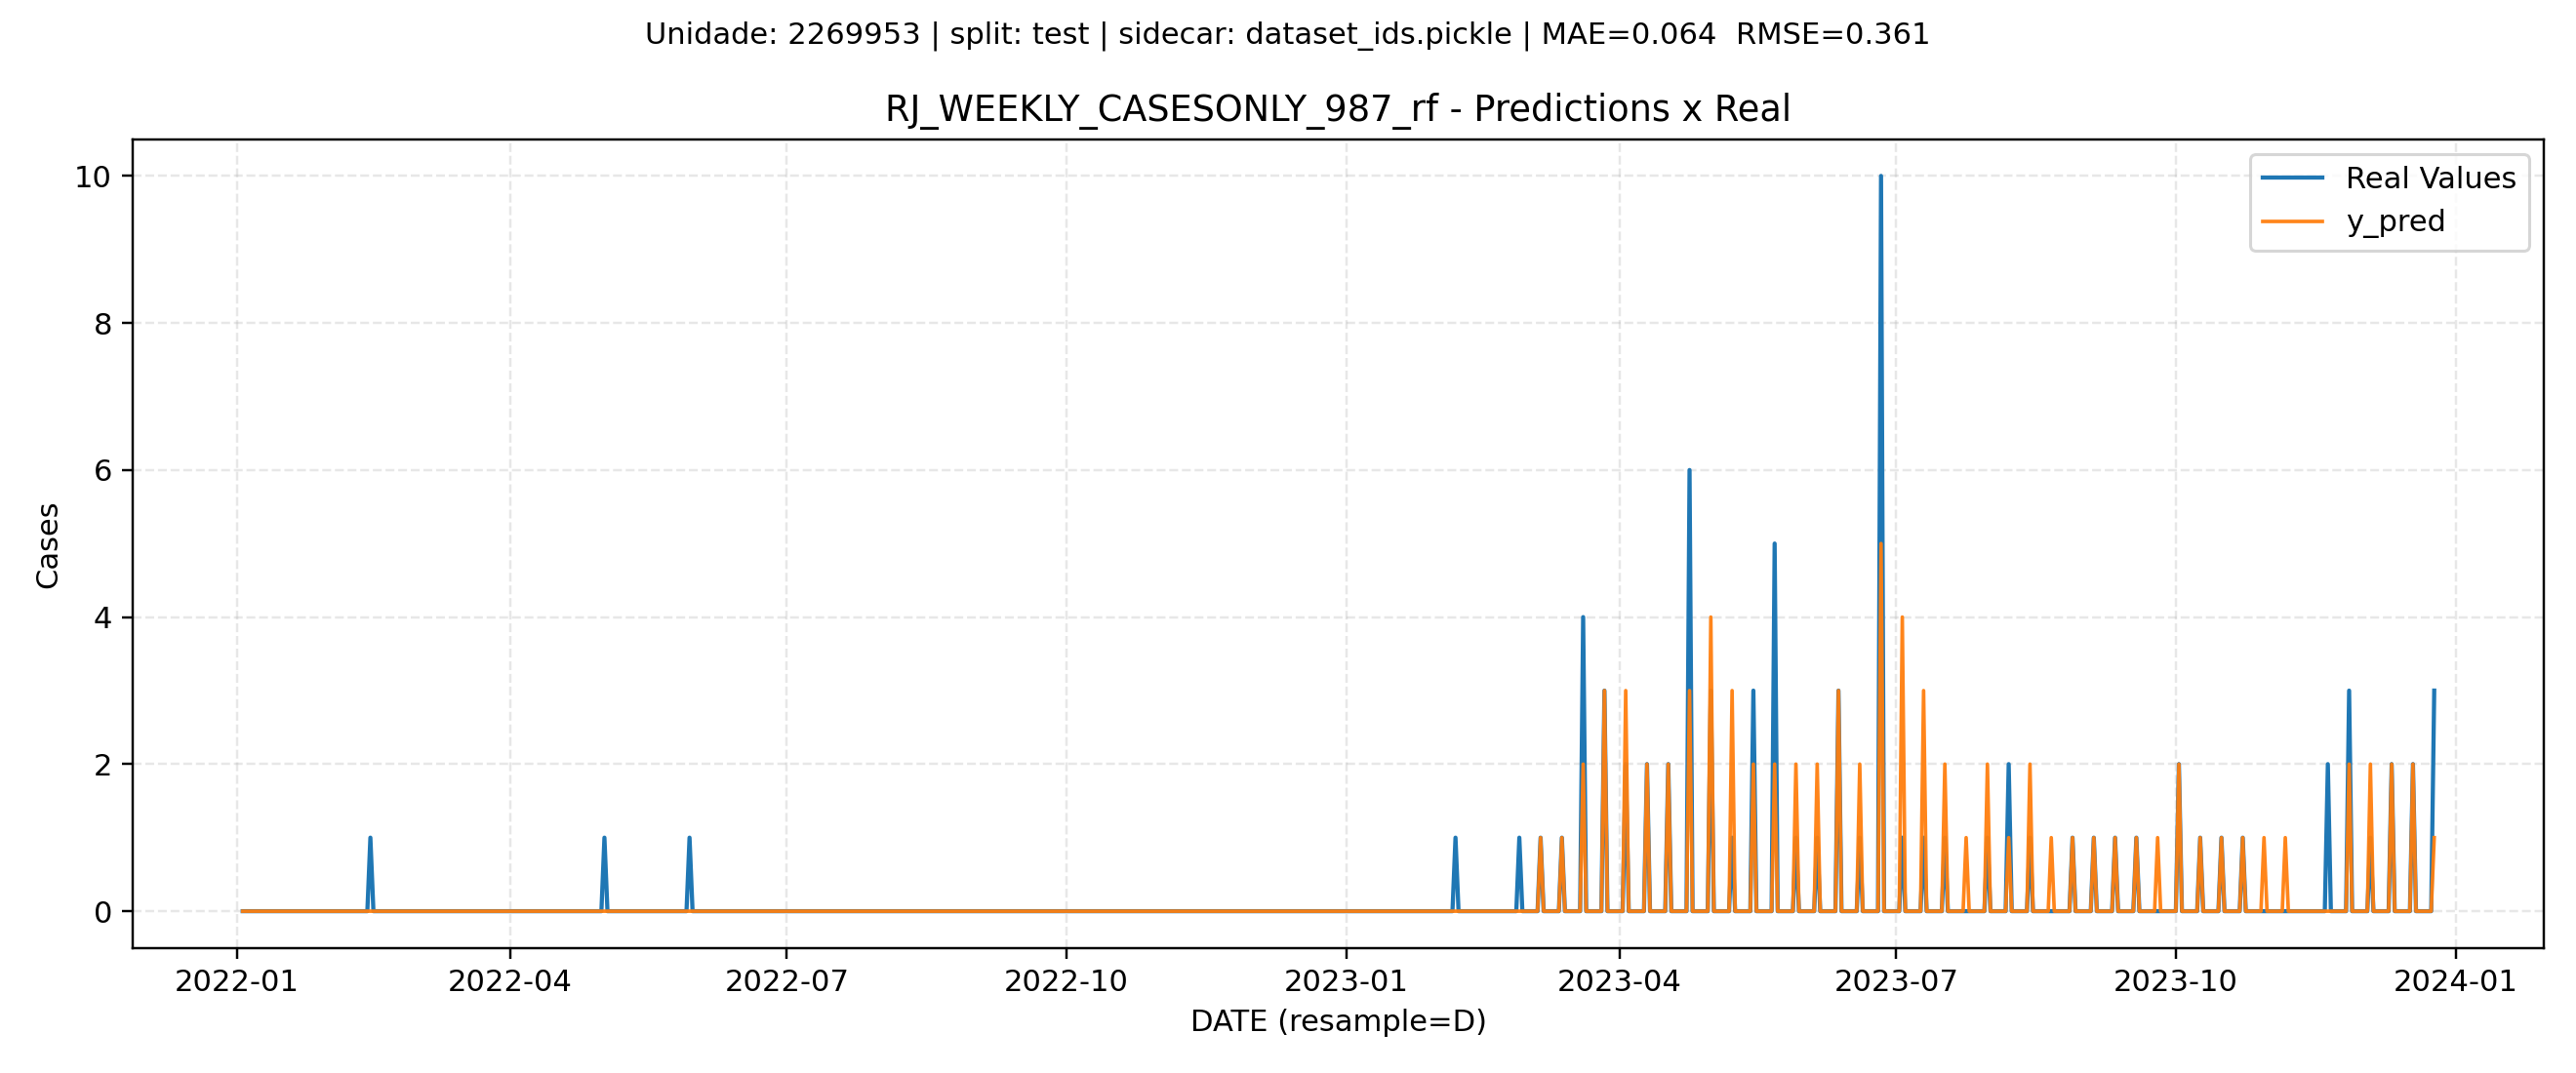 Unidade: 2269953 | split: test | sidecar: dataset_ids.pickle | MAE=0.064  RMSE=0.361
RJ_WEEKLY_CASESONLY_987_rf - Predictions x Real
Real Values
y_pred
10
8
6
4
2
0
Cases
2022-01
2022-04
2022-07
2022-10
2023-01
2023-04
2023-07
2023-10
2024-01
DATE (resample=D)